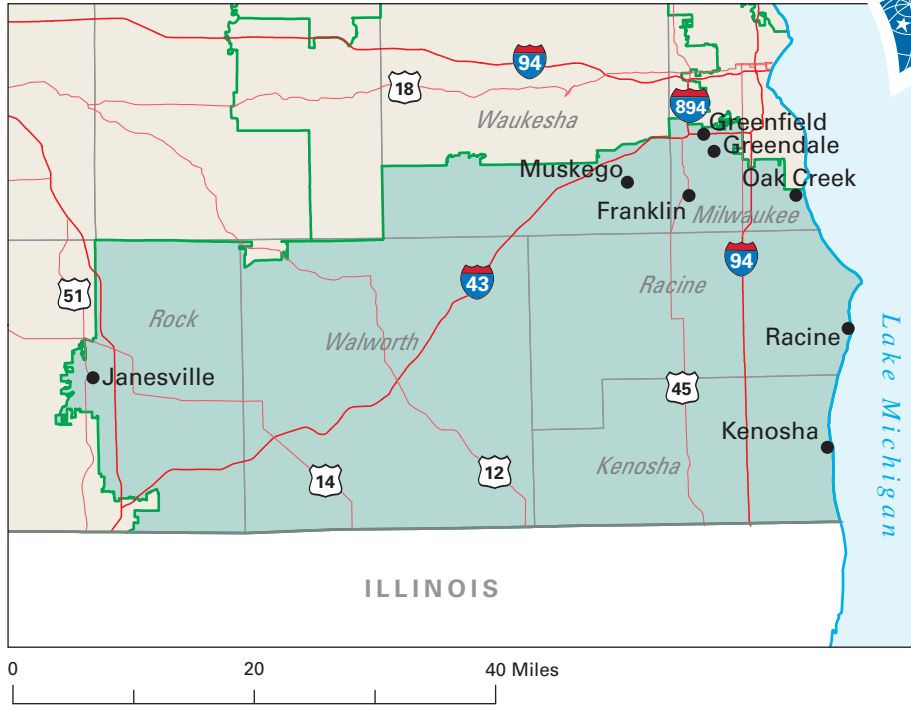 94
18
894
Waukesha
Greenfield
Greendale
Muskego
Oak Creek
Franklin
Milwaukee
94
43
51
Racine
Rock
Walworth
Lake Michigan
Racine
Janesville
45
Kenosha
Kenosha
14
12
ILLINOIS
0 20 40 Miles